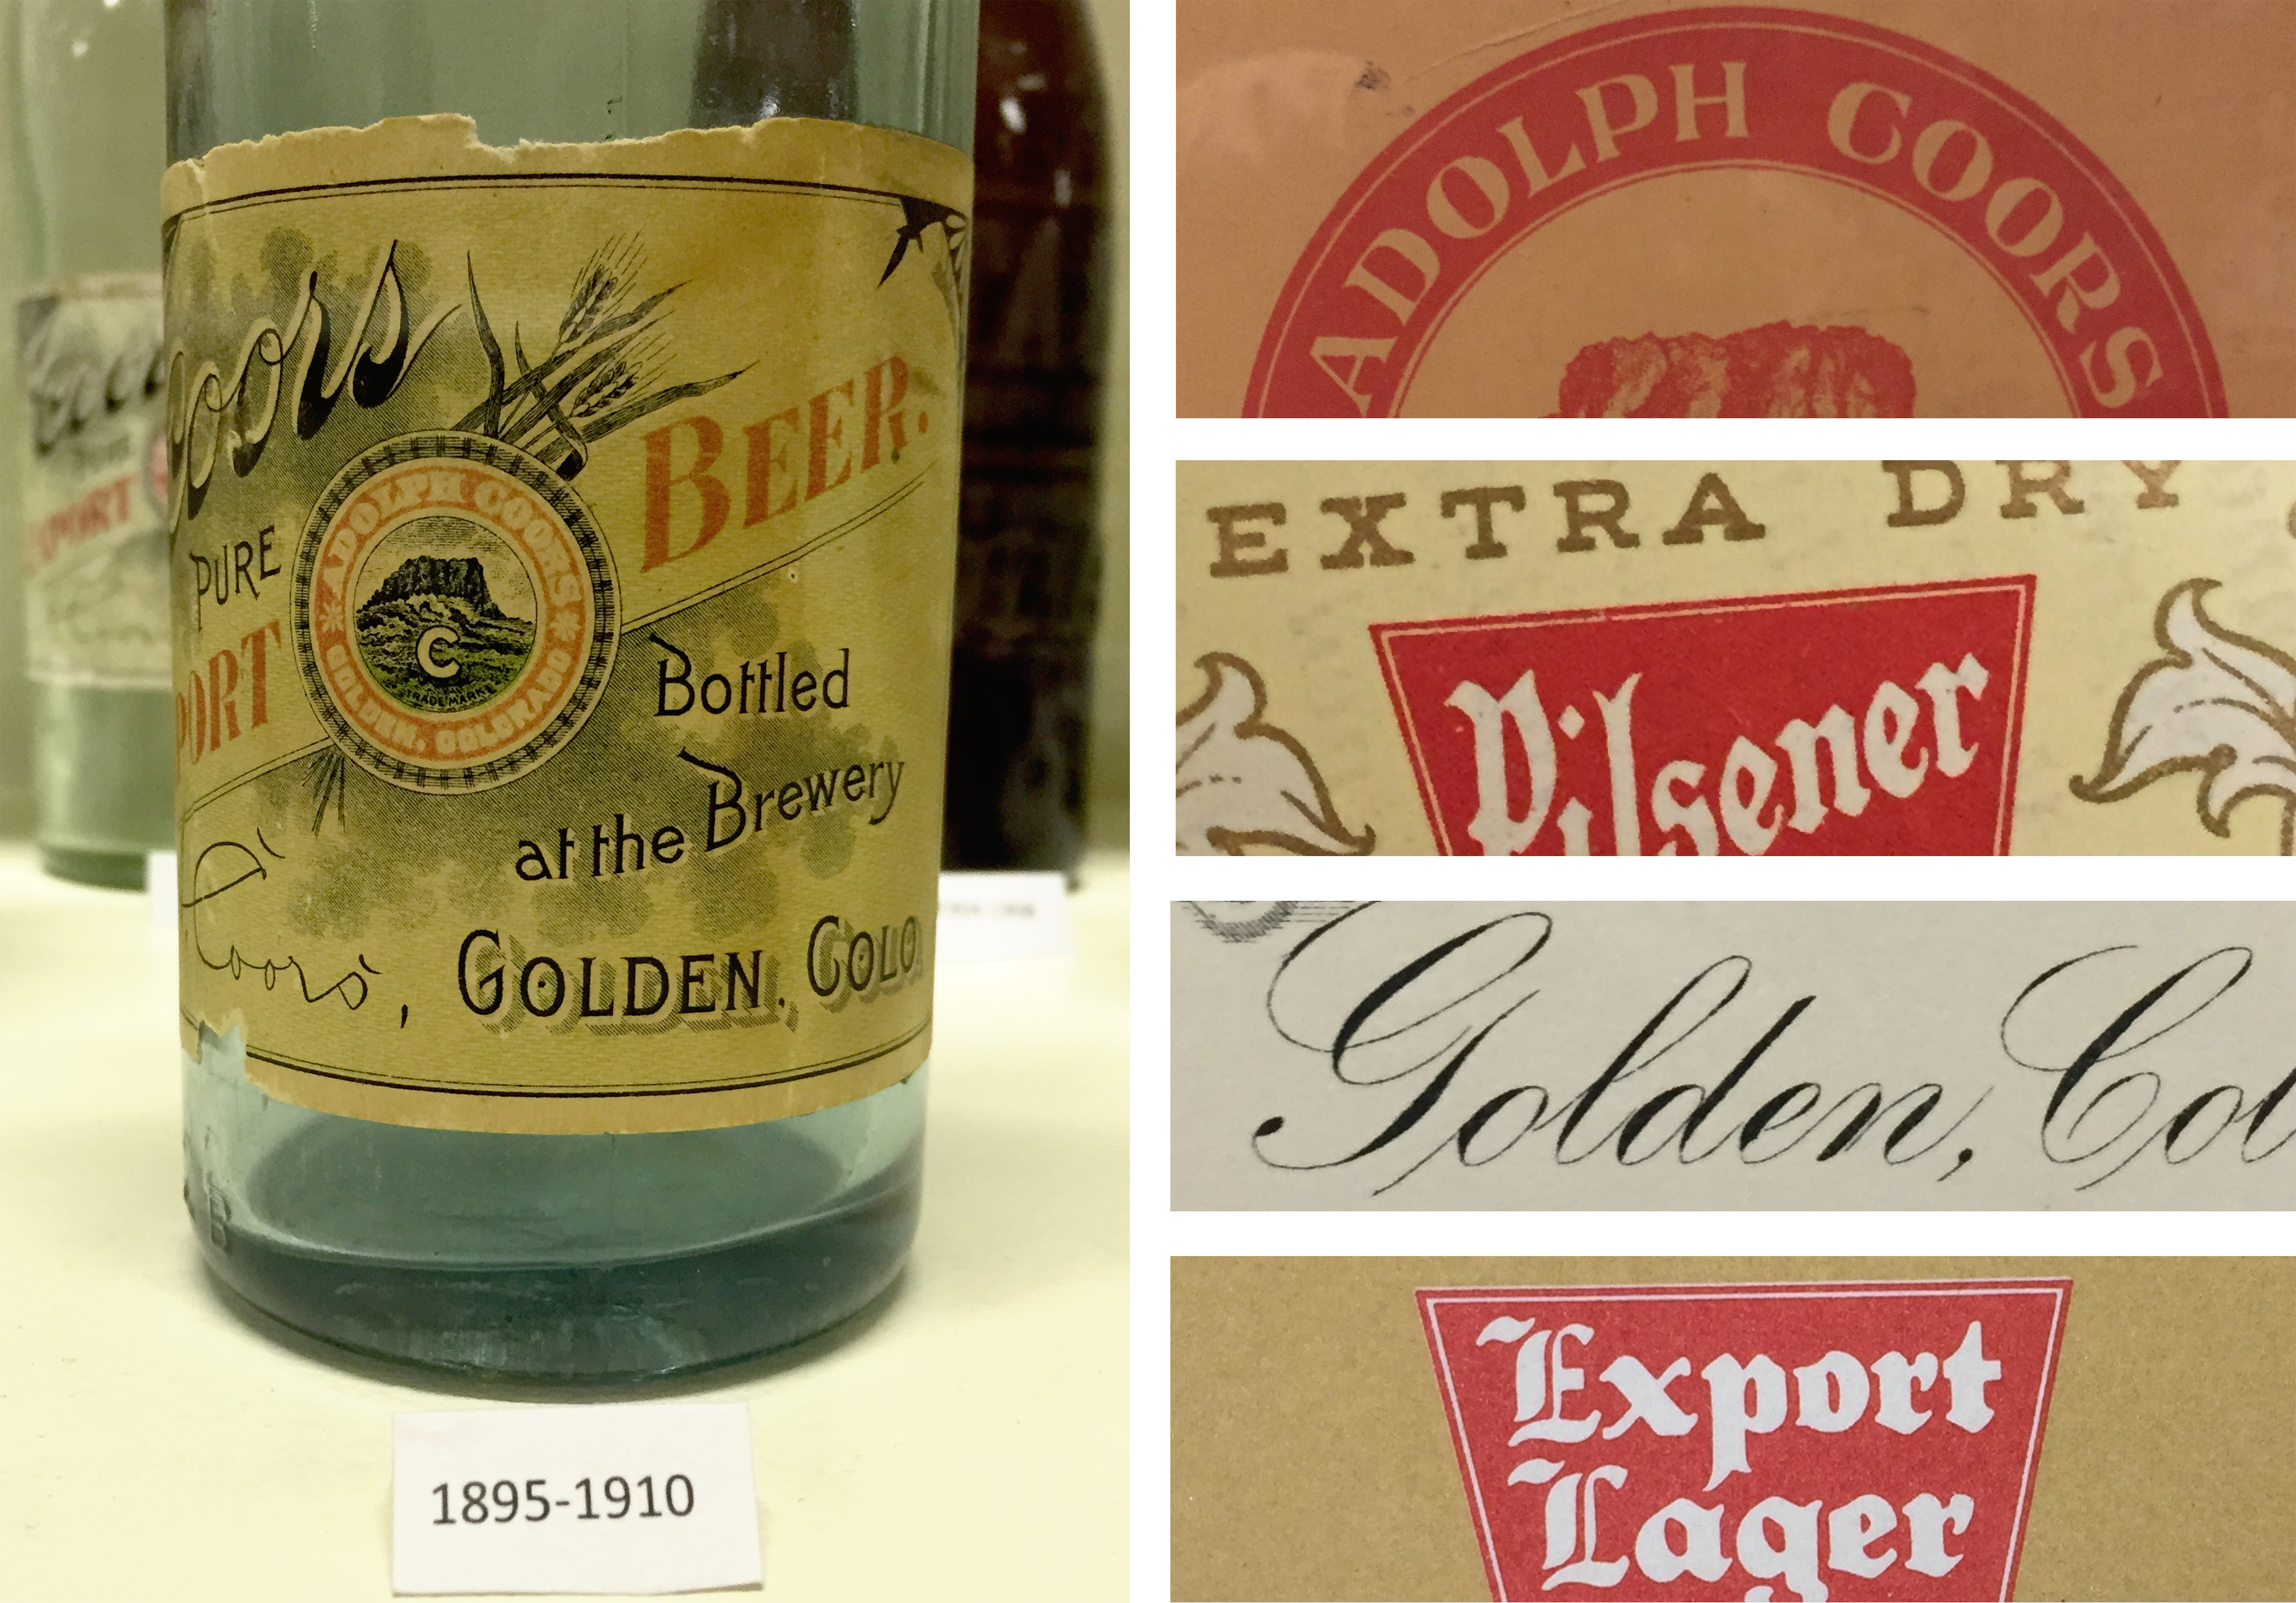 Coors
PURE
PORT
BEER.
ADOLPH COORS
GOLDEN, COLORADO
C
TRADE MARK
Bottled
at the Brewery
Coors,
GOLDEN, COLO.
1895-1910
ADOLPH COORS
EXTRA DRY
Pilsener
Golden, Col
Export
Lager